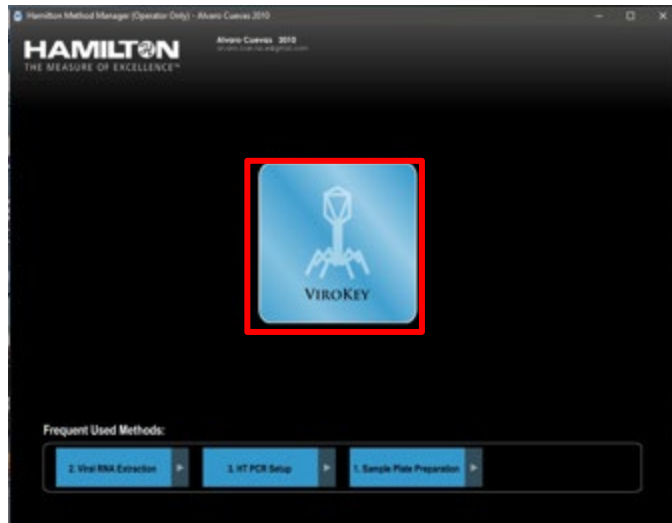 Hamilton Method Manager (Operator Only) - Alvaro Cuevas 2010
HAMILTON
THE MEASURE OF EXCELLENCE™
Alvaro Cuevas 2010
VIROKEY
Frequent Used Methods:
2. Viral RNA Extraction
3. HT PCR Setup
1. Sample Plate Preparation